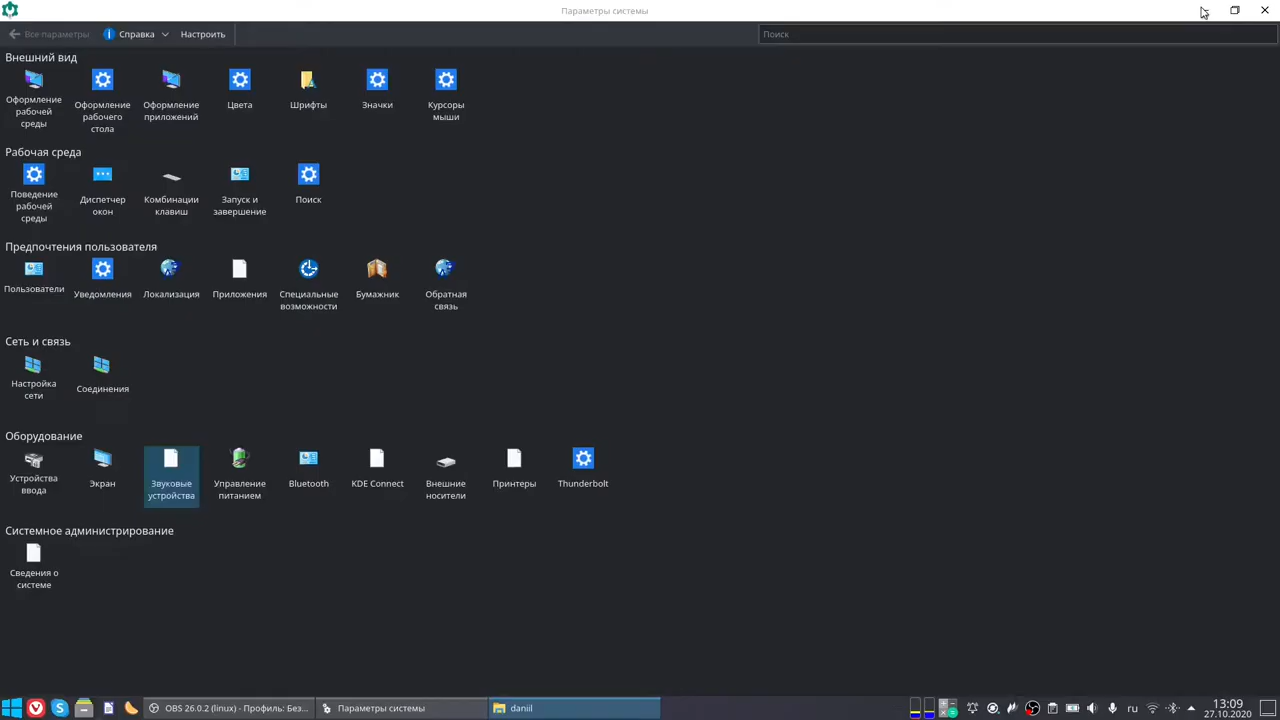 Параметры системы
Все параметры
Справка
Настроить
Поиск
Внешний вид
Оформление рабочей среды
Оформление рабочего стола
Оформление приложений
Цвета
Шрифты
Значки
Курсоры мыши
Рабочая среда
Поведение рабочей среды
Диспетчер окон
Комбинации клавиш
Запуск и завершение
Поиск
Предпочтения пользователя
Пользователи
Уведомления
Локализация
Приложения
Специальные возможности
Бумажник
Обратная связь
Сеть и связь
Настройка сети
Соединения
Оборудование
Устройства ввода
Экран
Звуковые устройства
Управление питанием
Bluetooth
KDE Connect
Внешние носители
Принтеры
Thunderbolt
Системное администрирование
Сведения о системе
OBS 26.0.2 (linux) - Профиль: Без...
Параметры системы
daniil
ru
13:09
27.10.2020